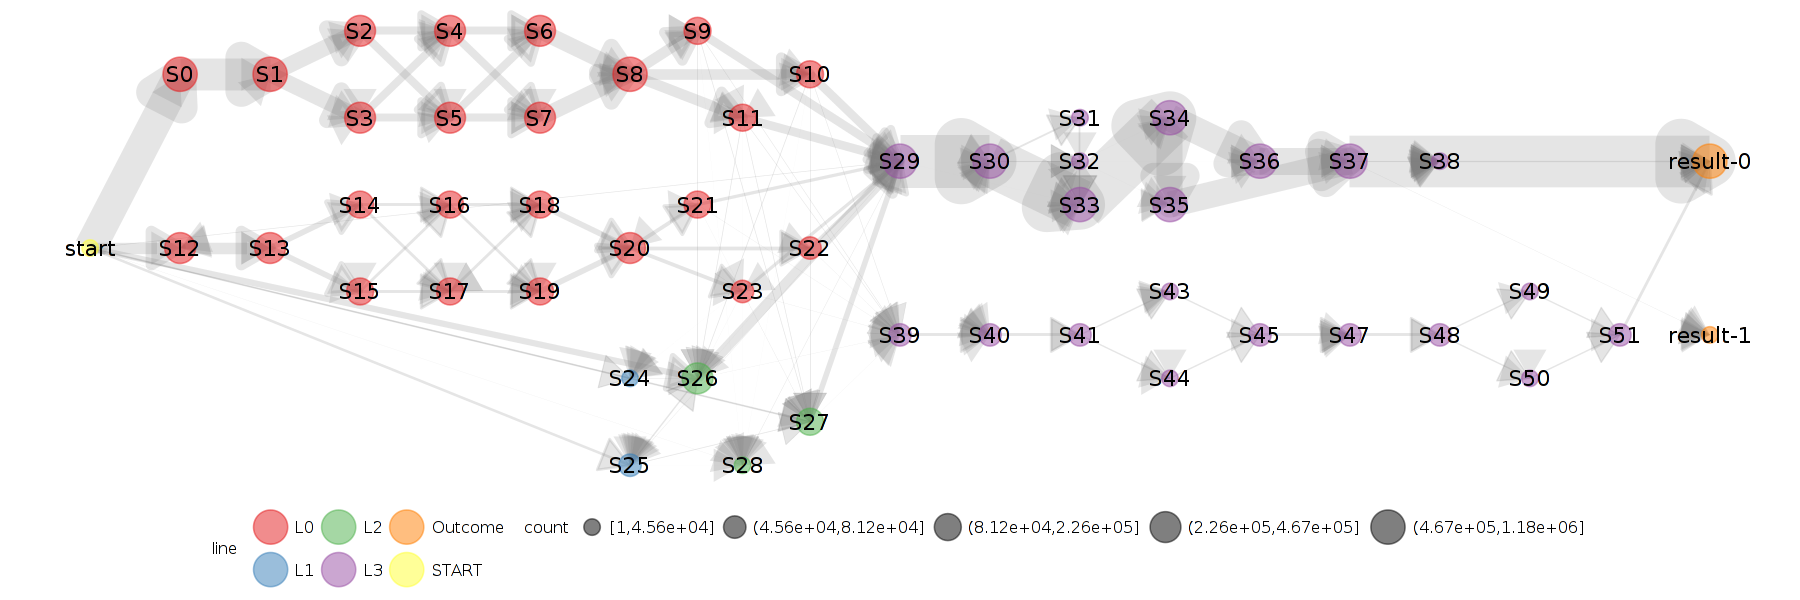 S2 S4 S6 S9
S0 S1 S8 S10
S3 S5 S7 S11 S31 S34
S29 S30 S32 S36 S37 S38 result-0
S14 S16 S18 S21 S33 S35
start S12 S13 S20 S22
S15 S17 S19 S23 S43 S49
S39 S40 S41 S45 S47 S48 S51 result-1
S24 S26 S44 S50
S27
S25 S28
line
L0 L2 Outcome
L1 L3 START
count [1,4.56e+04] (4.56e+04,8.12e+04] (8.12e+04,2.26e+05] (2.26e+05,4.67e+05] (4.67e+05,1.18e+06]